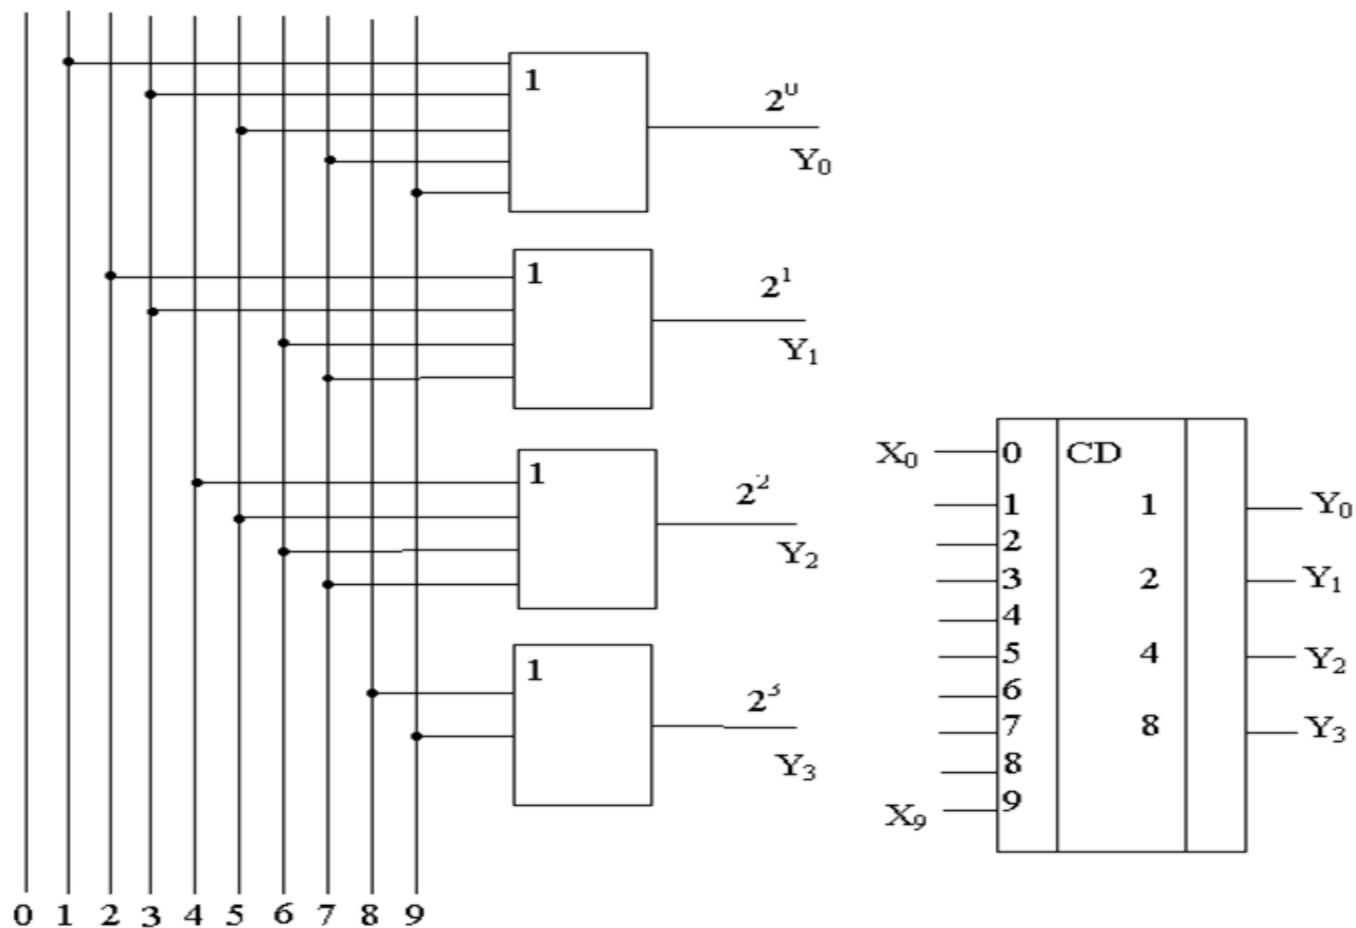 1
2⁰
Y₀
1
2¹
Y₁
1
2²
Y₂
1
2³
Y₃
0 1 2 3 4 5 6 7 8 9
X₀ 0 CD
1 1 Y₀
2
3 2 Y₁
4
5 4 Y₂
6
7 8 Y₃
8
X₉ 9